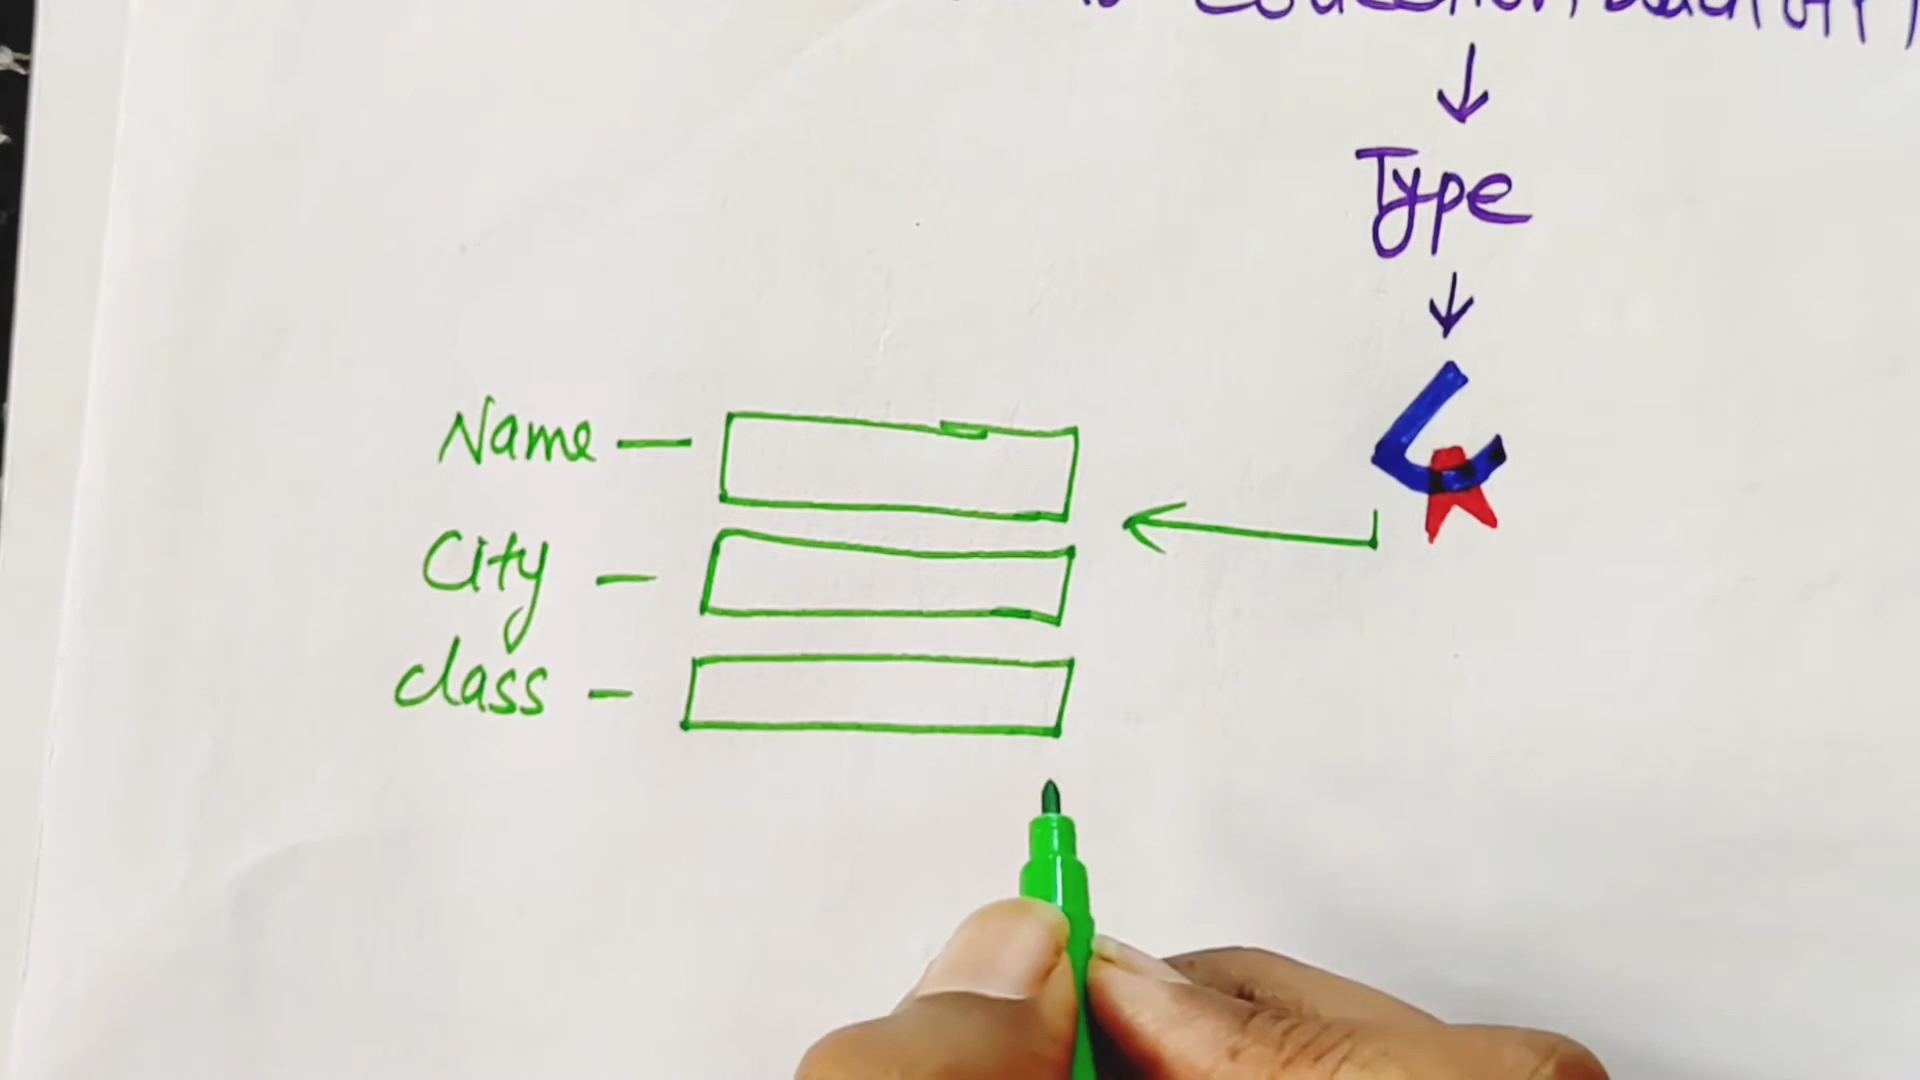 Type
Name —
City —
class –